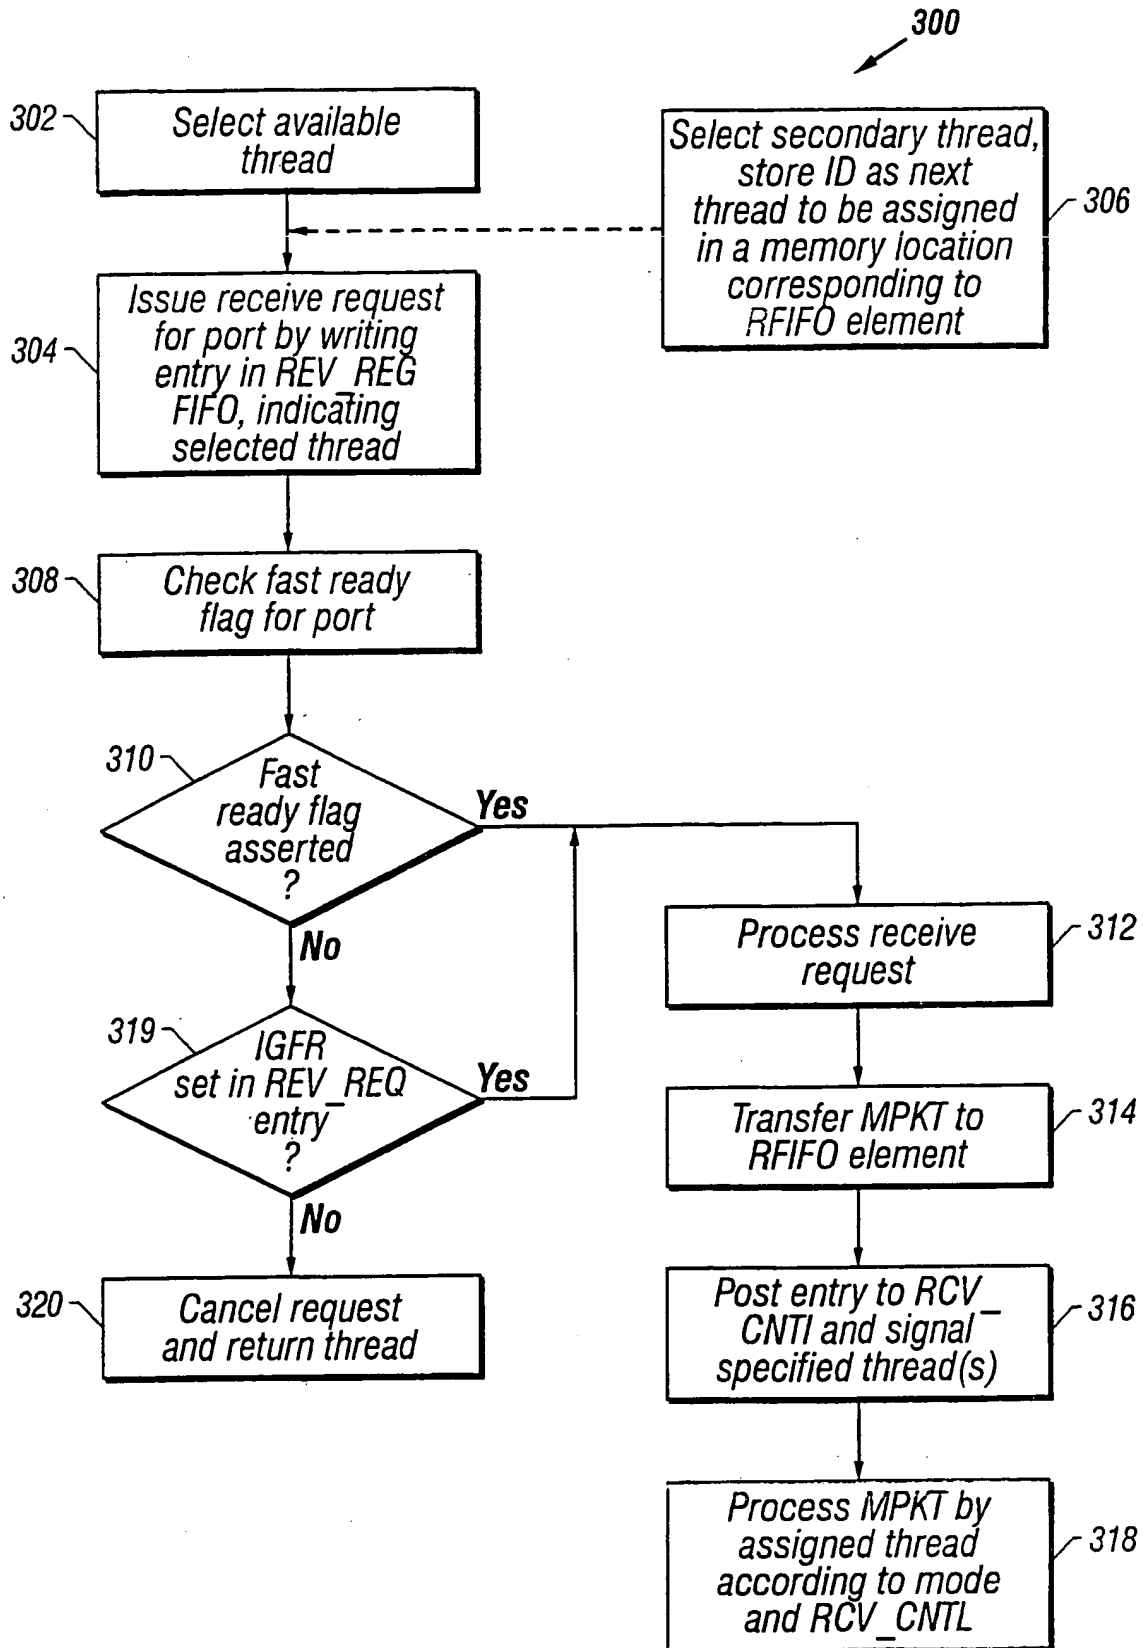 300
302
Select available
thread
Select secondary thread,
store ID as next
thread to be assigned
in a memory location
corresponding to
RFIFO element
306
304
Issue receive request
for port by writing
entry in REV_REG
FIFO, indicating
selected thread
308
Check fast ready
flag for port
310
Fast
ready flag
asserted
?
Yes
No
312
Process receive
request
319
IGFR
set in REV_REQ
entry
?
Yes
No
314
Transfer MPKT to
RFIFO element
320
Cancel request
and return thread
316
Post entry to RCV_
CNTl and signal
specified thread(s)
318
Process MPKT by
assigned thread
according to mode
and RCV_CNTL